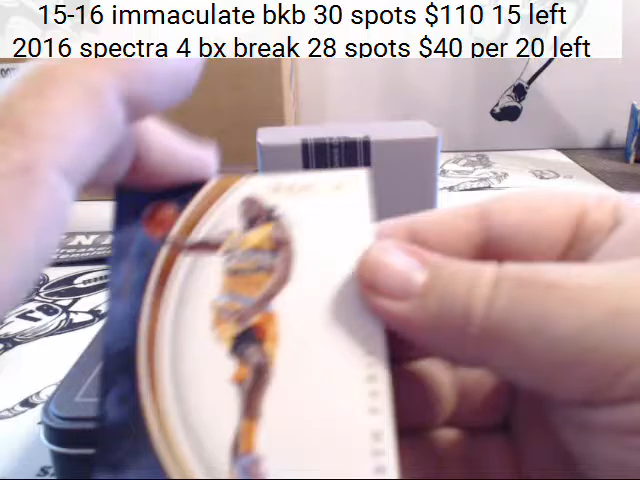 15-16 immaculate bkb 30 spots $110 15 left
2016 spectra 4 bx break 28 spots $40 per 20 left